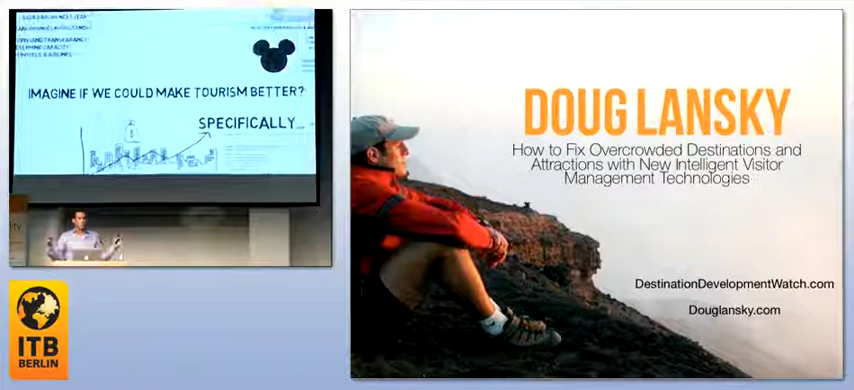 IMAGINE IF WE COULD MAKE TOURISM BETTER?
SPECIFICALLY...
$
ITB
BERLIN
DOUG LANSKY
How to Fix Overcrowded Destinations and
Attractions with New Intelligent Visitor
Management Technologies
DestinationDevelopmentWatch.com
Douglansky.com